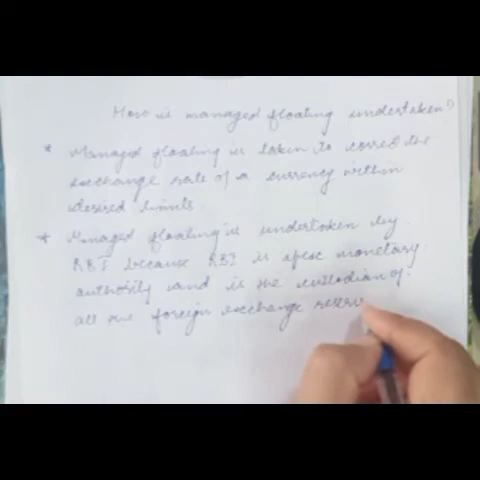 How is managed floating undertaken?
* Managed floating is taken to correct the
exchange rate of a currency within
desired limits.
* Managed floating is undertaken by
RBI because RBI is apex monetary
authority and is the custodian of
all the foreign exchange reserv